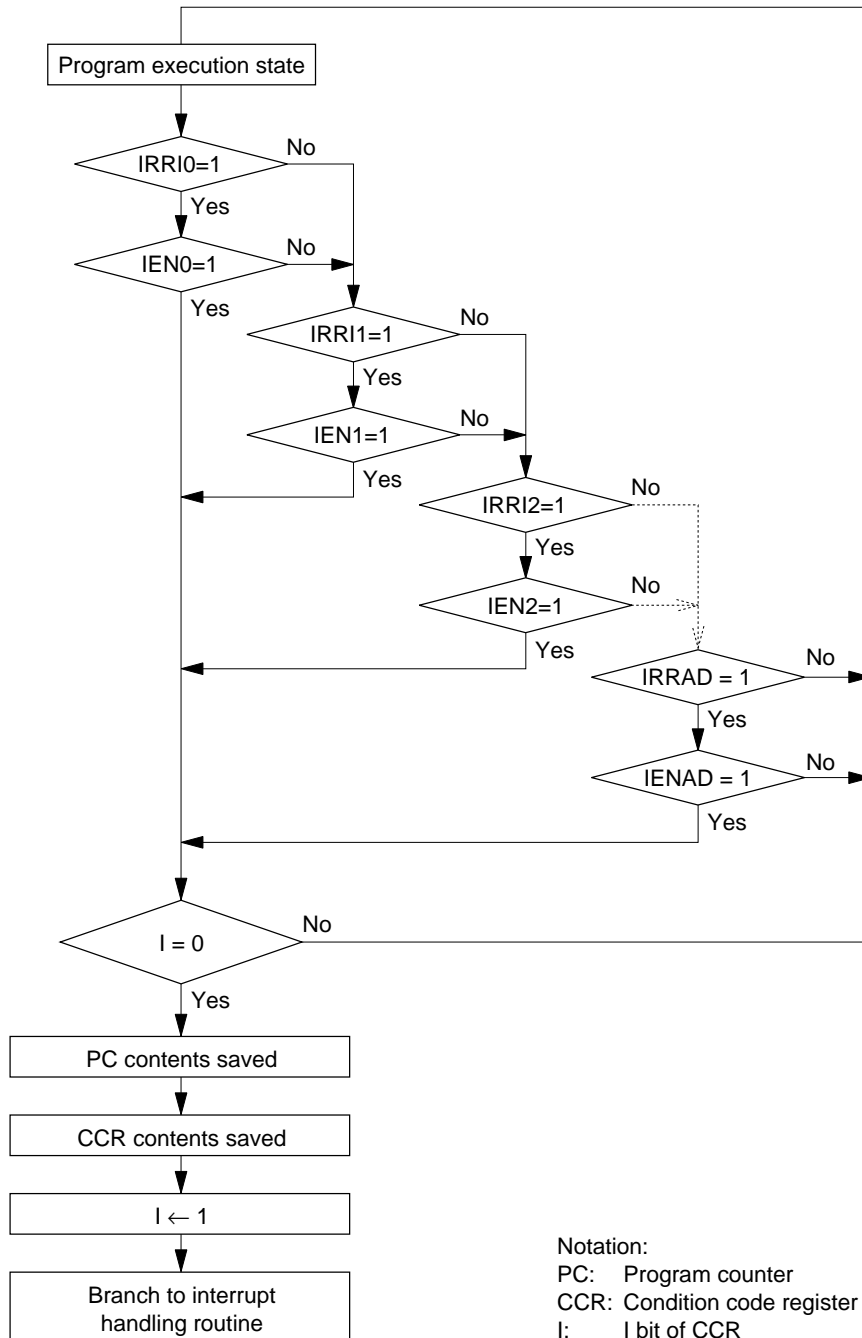 Program execution state
IRRI0=1
No
Yes
IEN0=1
No
Yes
IRRI1=1
No
Yes
IEN1=1
No
Yes
IRRI2=1
No
Yes
IEN2=1
No
Yes
IRRAD = 1
No
Yes
IENAD = 1
No
Yes
I = 0
No
Yes
PC contents saved
CCR contents saved
I ← 1
Branch to interrupt
handling routine
Notation:
PC: Program counter
CCR: Condition code register
I: I bit of CCR